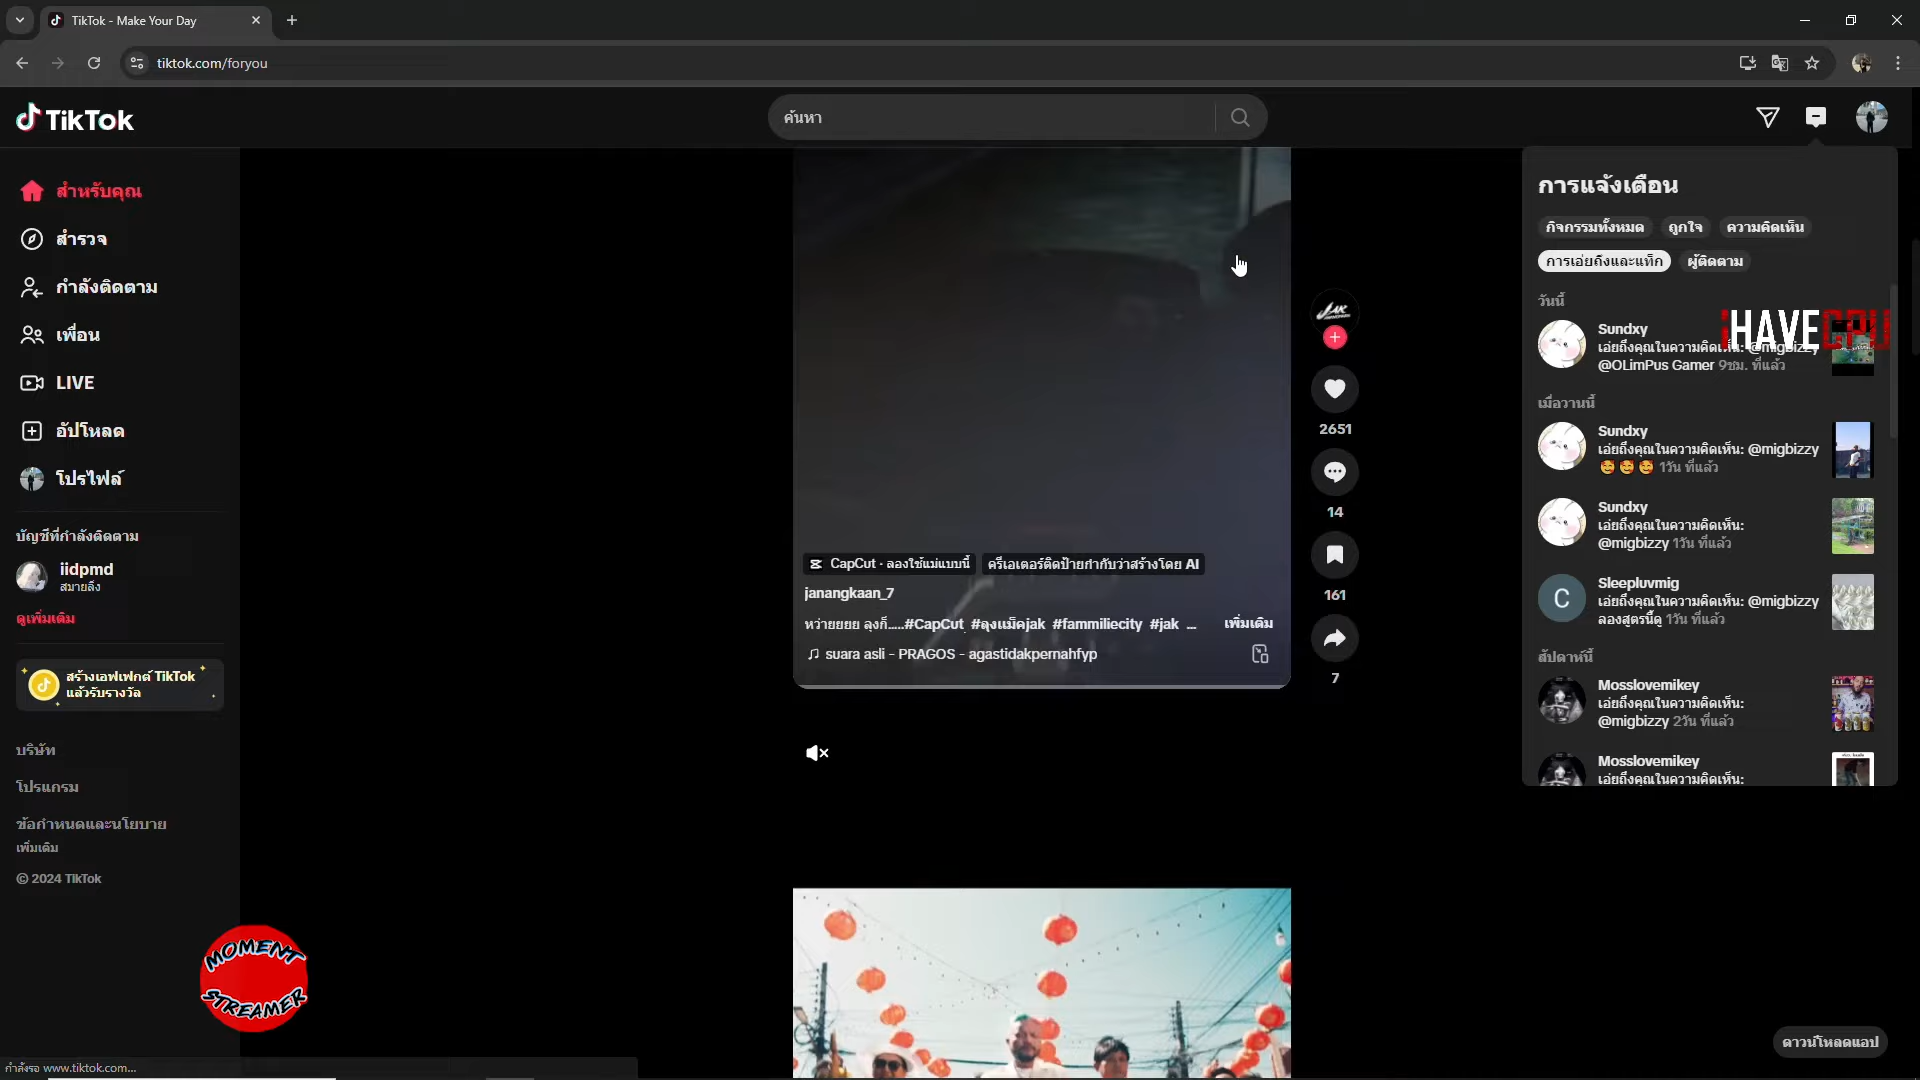 TikTok - Make Your Day
tiktok.com/foryou
TikTok
ค้นหา
สำหรับคุณ
สำรวจ
กำลังติดตาม
เพื่อน
LIVE
อัปโหลด
โปรไฟล์
บัญชีที่กำลังติดตาม
iidpmd
สมายลิ้ง
ดูเพิ่มเติม
สร้างเอฟเฟกต์ TikTok
แล้วรับรางวัล
บริษัท
โปรแกรม
ข้อกำหนดและนโยบาย
เพิ่มเติม
© 2024 TikTok
MOMENT
STREAMER
กำลังรอ www.tiktok.com...
CapCut · ลองใช้แม่แบบนี้
ครีเอเตอร์ติดป้ายกำกับว่าสร้างโดย AI
janangkaan_7
หว่ายยยย ลุงก็.....#CapCut #ลุงแม็คjak #fammiliecity #jak ...
เพิ่มเติม
suara asli - PRAGOS - agastidakpernahfyp
JAK
2651
14
161
7
การแจ้งเตือน
กิจกรรมทั้งหมด
ถูกใจ
ความคิดเห็น
การเอ่ยถึงและแท็ก
ผู้ติดตาม
วันนี้
iHAVECPU
Sundxy
เอ่ยถึงคุณในความคิดเห็น: @migbizzy
@OLimPus Gamer 9ชม. ที่แล้ว
เมื่อวานนี้
Sundxy
เอ่ยถึงคุณในความคิดเห็น: @migbizzy
🥰 🥰 🥰 1วัน ที่แล้ว
Sundxy
เอ่ยถึงคุณในความคิดเห็น:
@migbizzy 1วัน ที่แล้ว
C
Sleepluvmig
เอ่ยถึงคุณในความคิดเห็น: @migbizzy
ลองสูตรนี้ดู 1วัน ที่แล้ว
สัปดาห์นี้
Mosslovemikey
เอ่ยถึงคุณในความคิดเห็น:
@migbizzy 2วัน ที่แล้ว
Mosslovemikey
เอ่ยถึงคุณในความคิดเห็น:
ดาวน์โหลดแอป